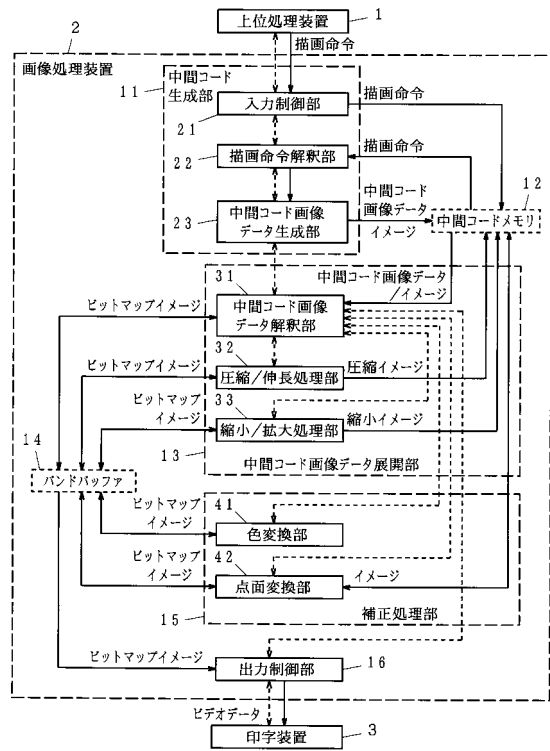 上位処理装置
1
2
描画命令
画像処理装置
11
中間コード
生成部
入力制御部
21
描画命令
描画命令
22
描画命令解釈部
中間コード
画像データ
イメージ
12
中間コードメモリ
23
中間コード画像
データ生成部
31
中間コード画像データ
/イメージ
ビットマップイメージ
中間コード画像
データ解釈部
32
ビットマップイメージ
圧縮/伸長処理部
圧縮イメージ
33
ビットマップ
イメージ
縮小/拡大処理部
縮小イメージ
14
13
中間コード画像データ展開部
バンドバッファ
41
ビットマップ
イメージ
色変換部
42
ビットマップ
イメージ
点面変換部
イメージ
15
補正処理部
ビットマップイメージ
出力制御部
16
ビデオデータ
印字装置
3